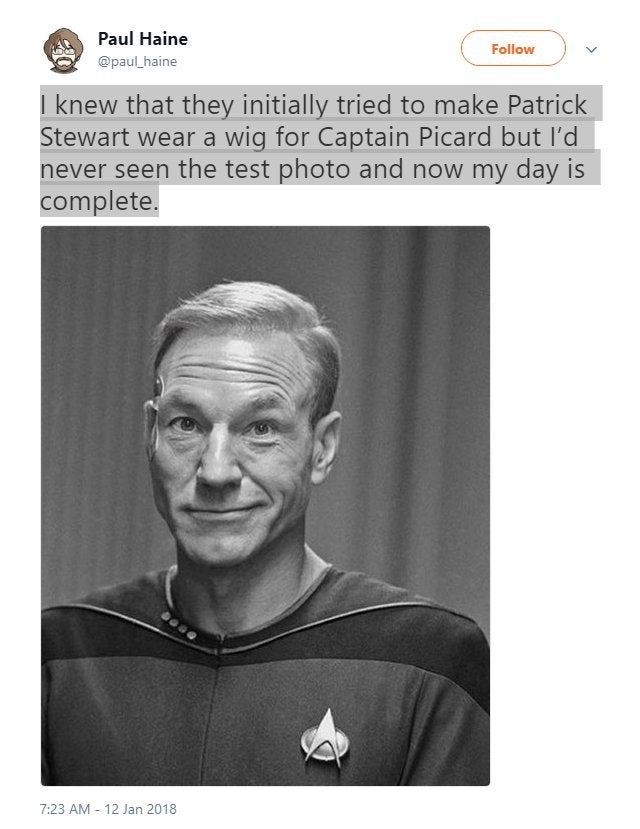 Paul Haine
@paul_haine
Follow
I knew that they initially tried to make Patrick
Stewart wear a wig for Captain Picard but I’d
never seen the test photo and now my day is
complete.
7:23 AM - 12 Jan 2018